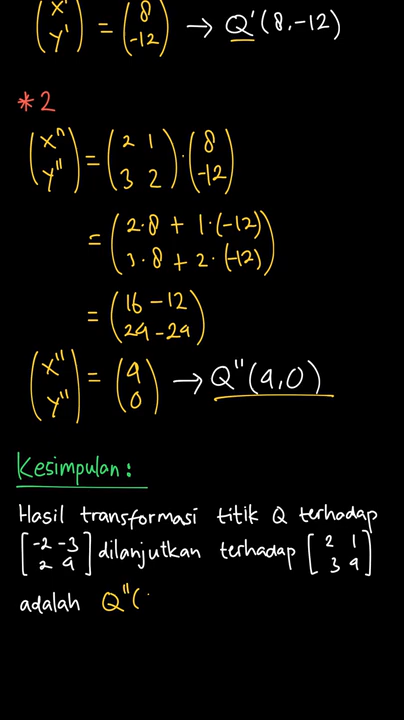 (x' y') = (8 -12) → Q'(8,-12)
*2
(x" y") = (2 1 3 2) · (8 -12)
= (2·8 + 1·(-12)
3·8 + 2·(-12))
= (16 - 12
24 - 24)
(x" y") = (4 0) → Q"(4,0)
Kesimpulan:
Hasil transformasi titik Q terhadap
[-2 -3 2 4] dilanjutkan terhadap [2 1 3 4]
adalah Q"(